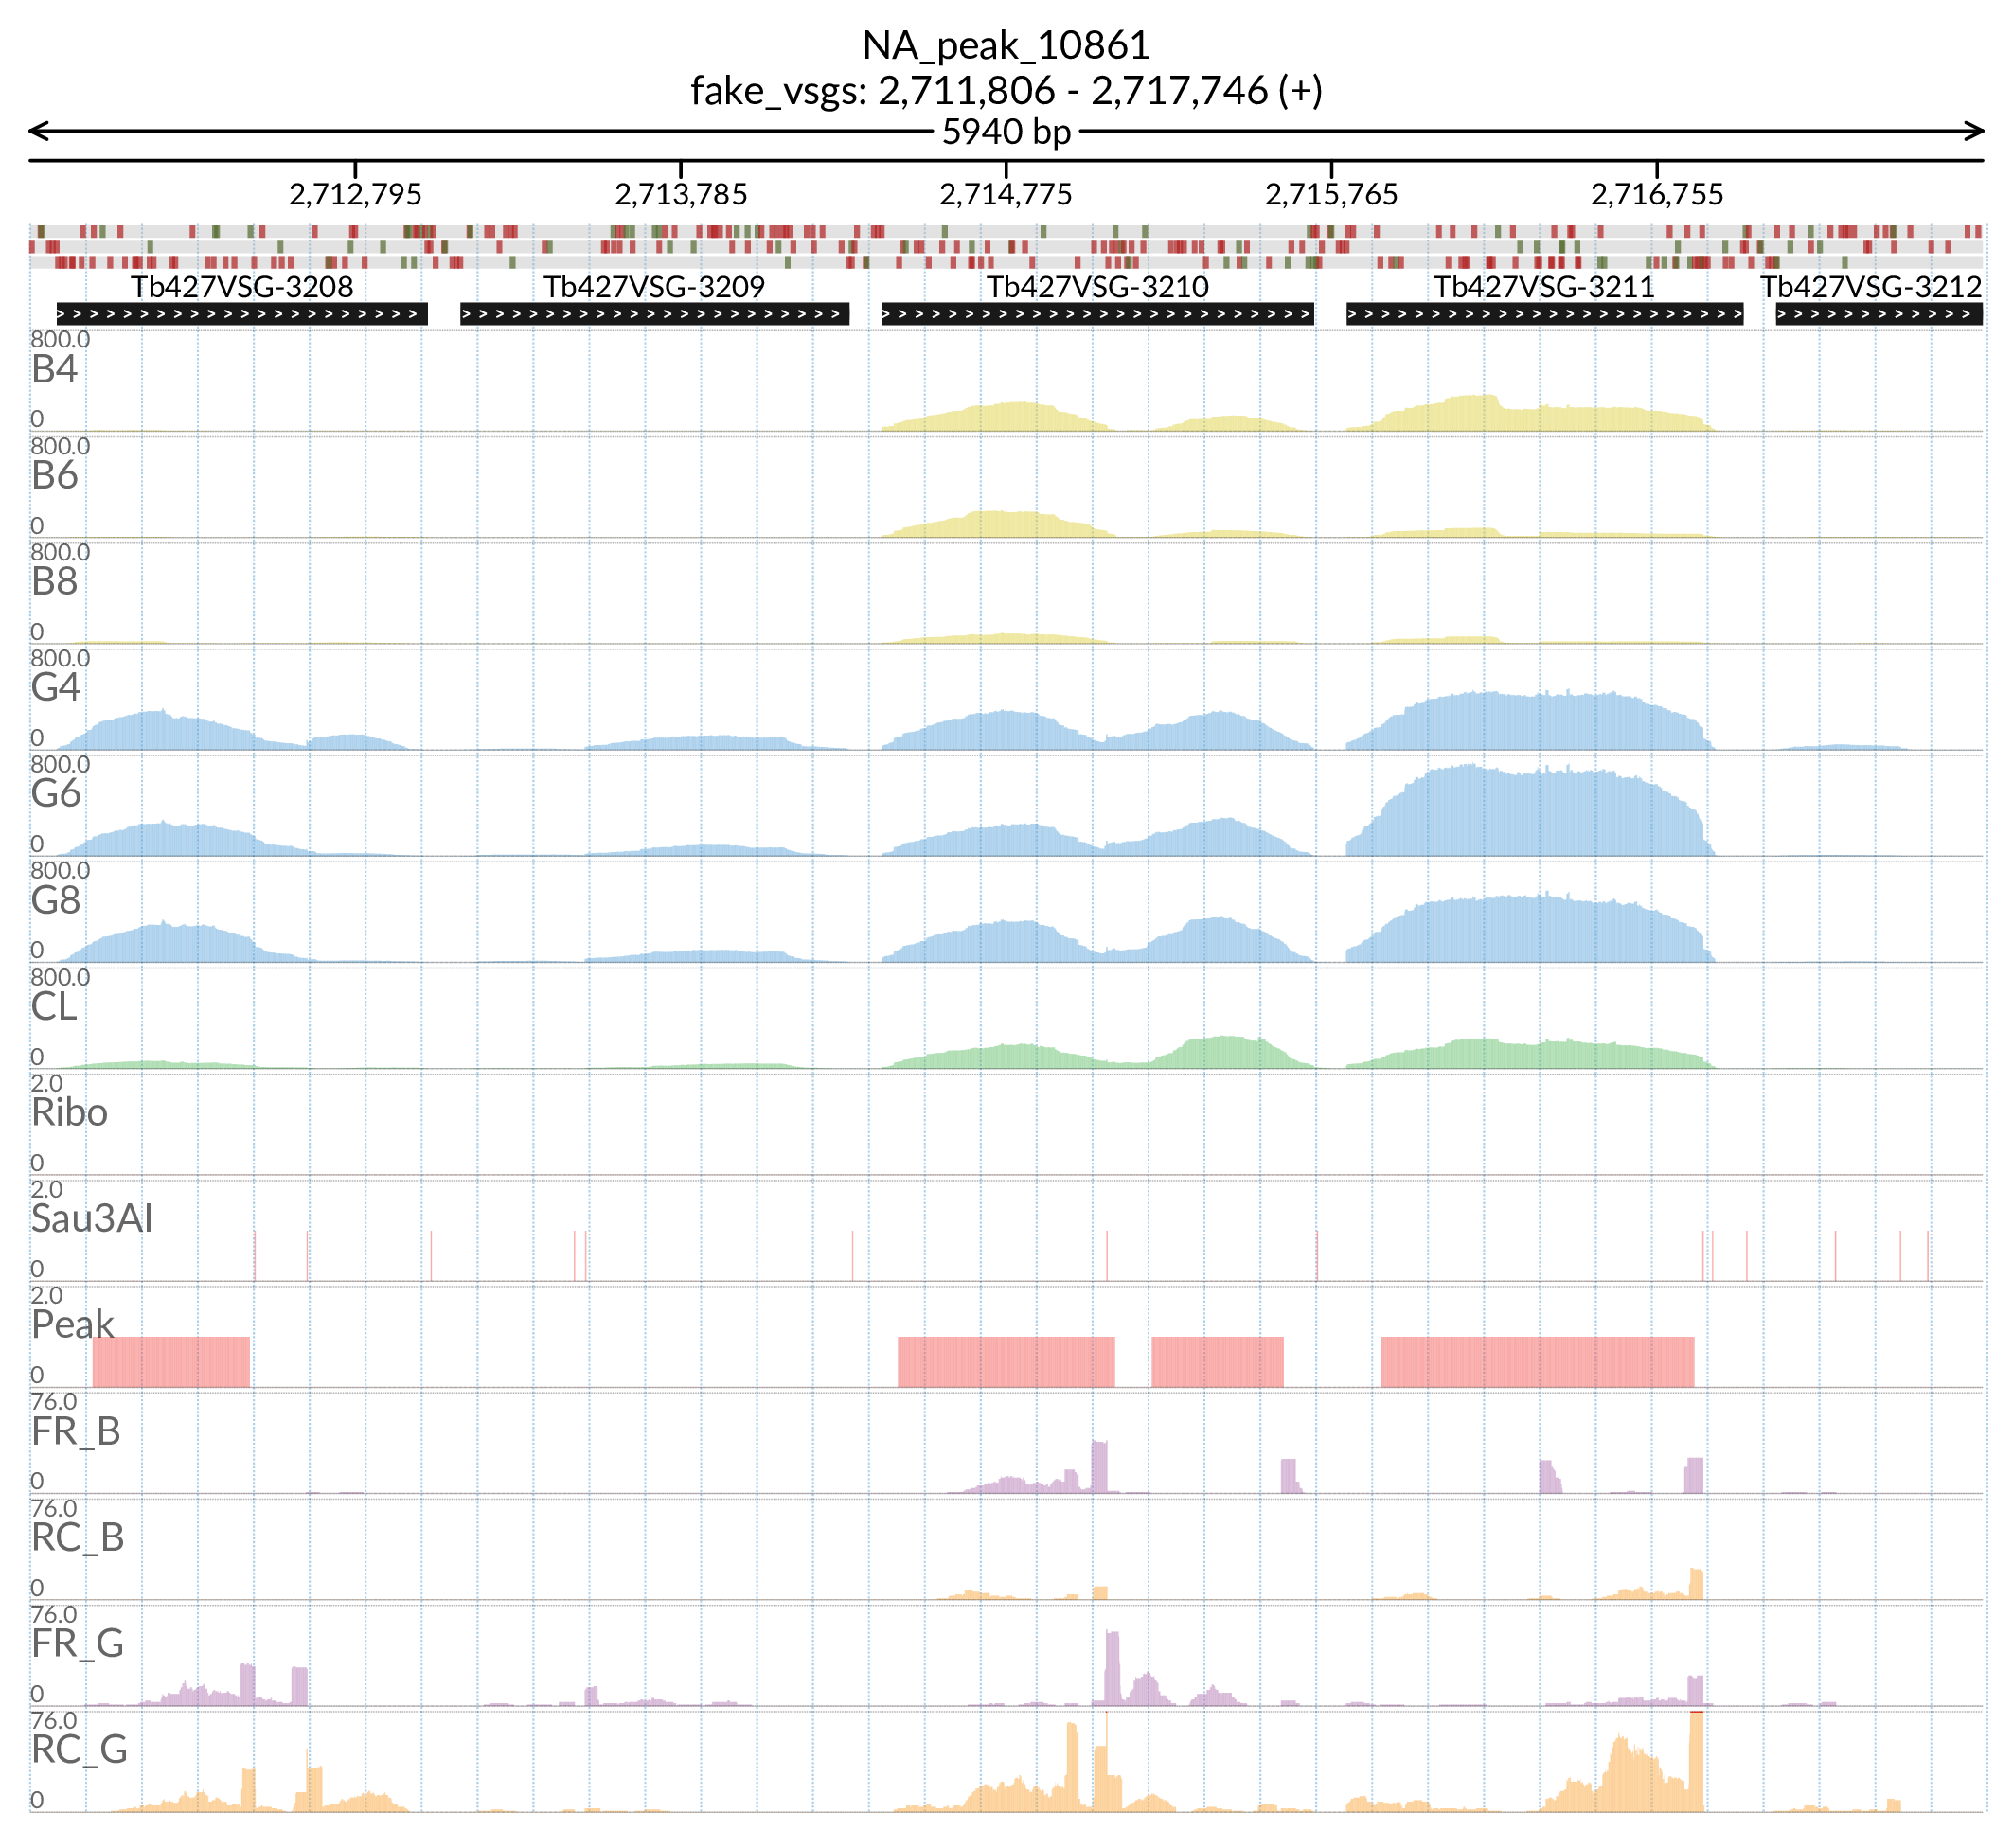 NA_peak_10861
fake_vsgs: 2,711,806 - 2,717,746 (+)
5940 bp
2,712,795 2,713,785 2,714,775 2,715,765 2,716,755
Tb427VSG-3208 Tb427VSG-3209 Tb427VSG-3210 Tb427VSG-3211 Tb427VSG-3212
800.0
B4
0
800.0
B6
0
800.0
B8
0
800.0
G4
0
800.0
G6
0
800.0
G8
0
800.0
CL
0
2.0
Ribo
0
2.0
Sau3AI
0
2.0
Peak
0
76.0
FR_B
0
76.0
RC_B
0
76.0
FR_G
0
76.0
RC_G
0